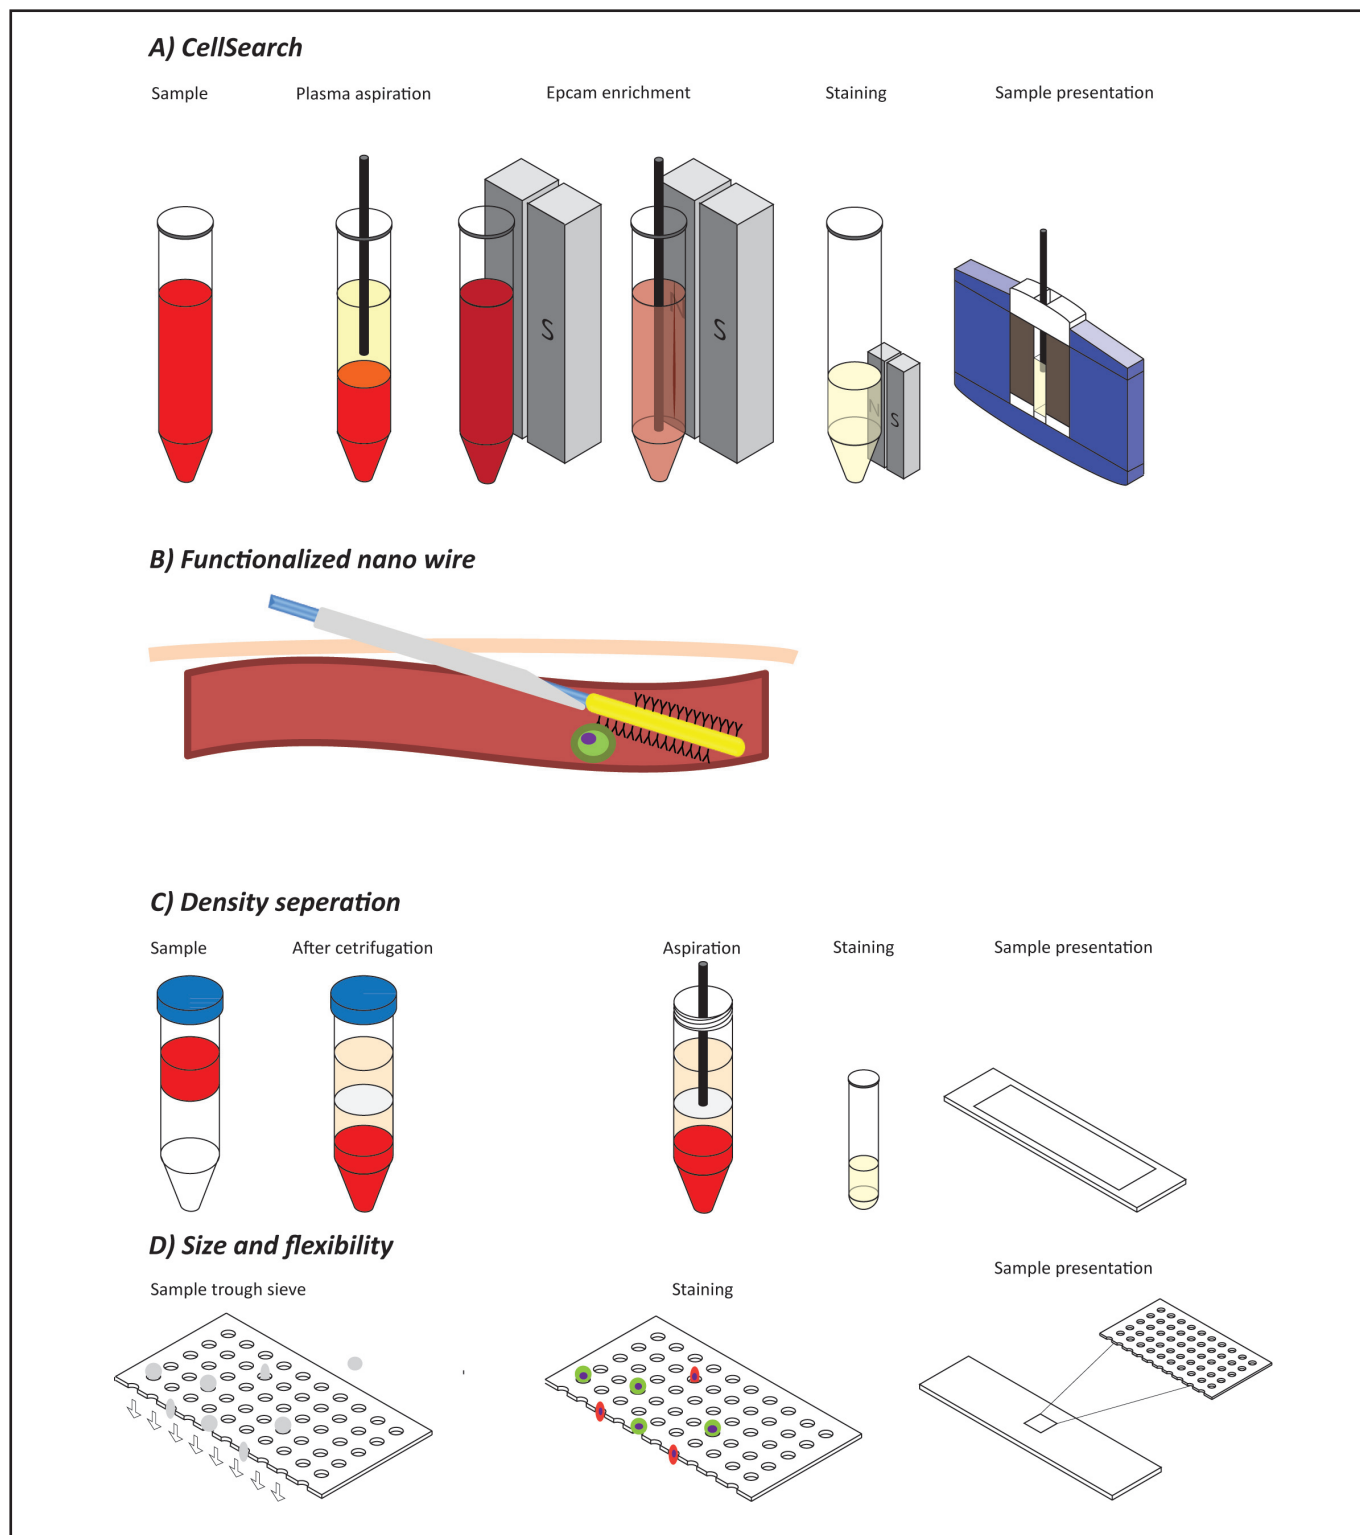 A) CellSearch
Sample
Plasma aspiration
Epcam enrichment
Staining
Sample presentation
S
N
S
N
S
B) Functionalized nano wire
C) Density seperation
Sample
After cetrifugation
Aspiration
Staining
Sample presentation
D) Size and flexibility
Sample trough sieve
Staining
Sample presentation